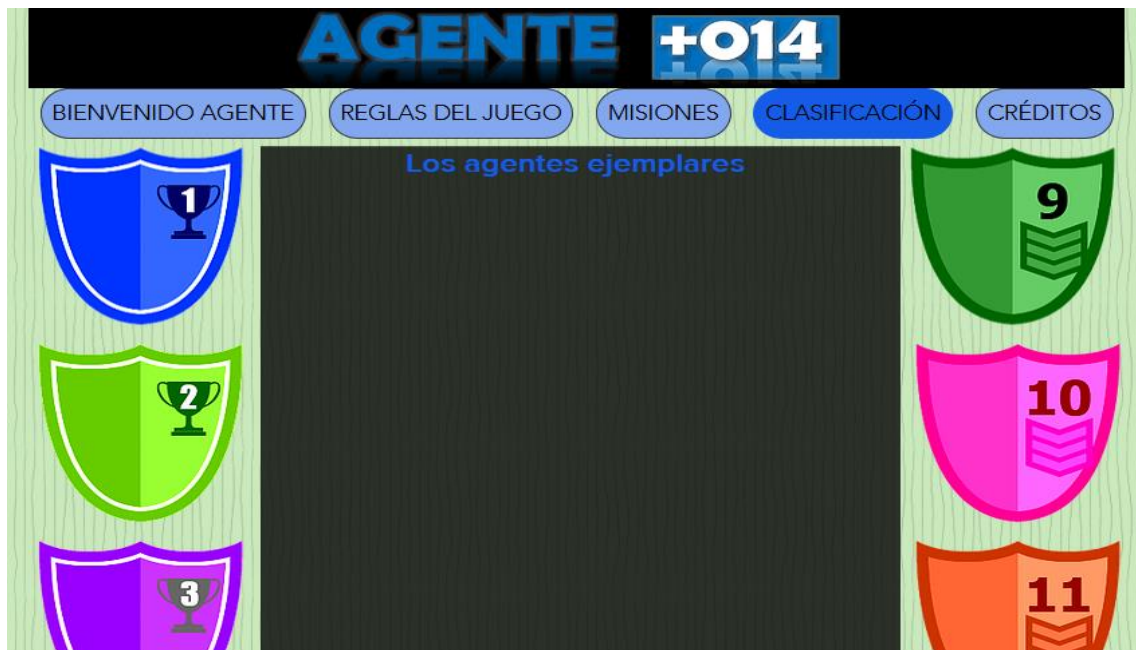 AGENTE +014
BIENVENIDO AGENTE REGLAS DEL JUEGO MISIONES CLASIFICACIÓN CRÉDITOS
Los agentes ejemplares
1
9
2
10
3
11